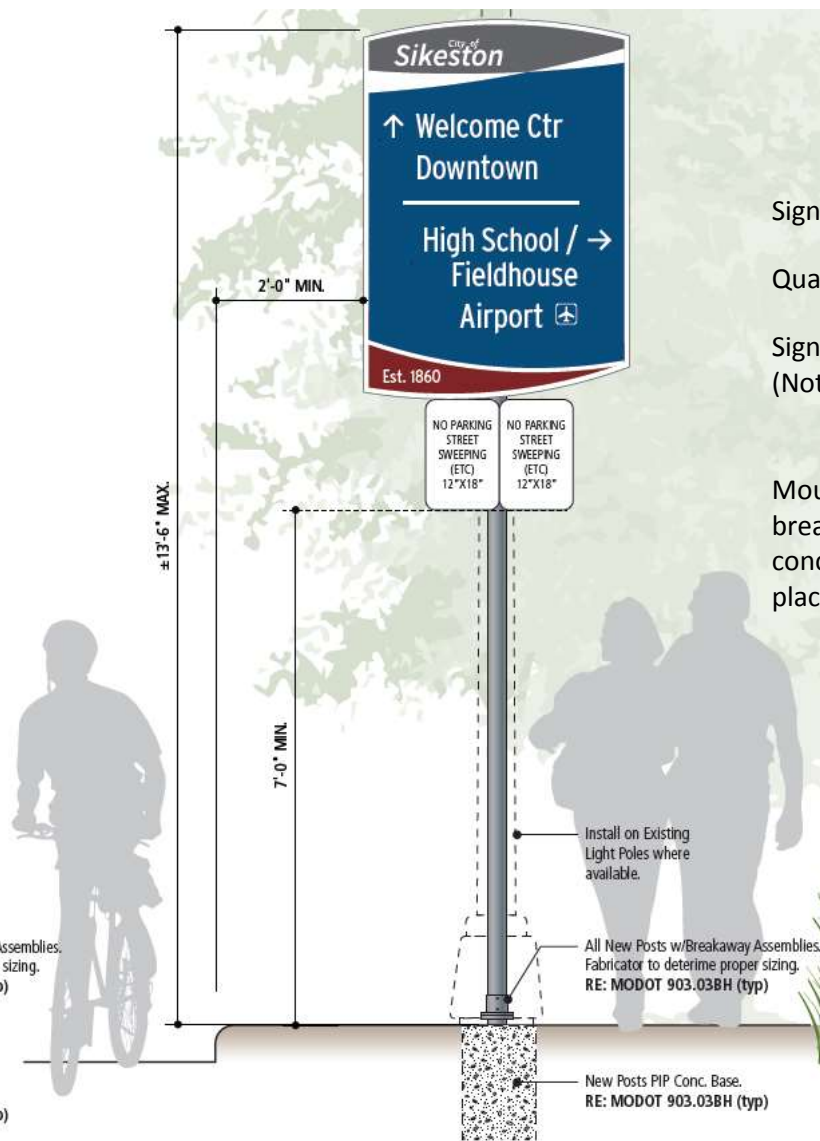 City of
Sikeston
↑ Welcome Ctr
Downtown
High School / →
Fieldhouse
Airport
Est. 1860
NO PARKING
STREET
SWEEPING
(ETC)
12"X18"
NO PARKING
STREET
SWEEPING
(ETC)
12"X18"
2'-0" MIN.
±13'-6" MAX.
7'-0" MIN.
Install on Existing
Light Poles where
available.
All New Posts w/Breakaway Assemblies.
Fabricator to deterime proper sizing.
RE: MODOT 903.03BH (typ)
New Posts PIP Conc. Base.
RE: MODOT 903.03BH (typ)
Assemblies.
sizing.
p)
p)
Sign
Qua
Sign
(Not
Mou
brea
conc
plac